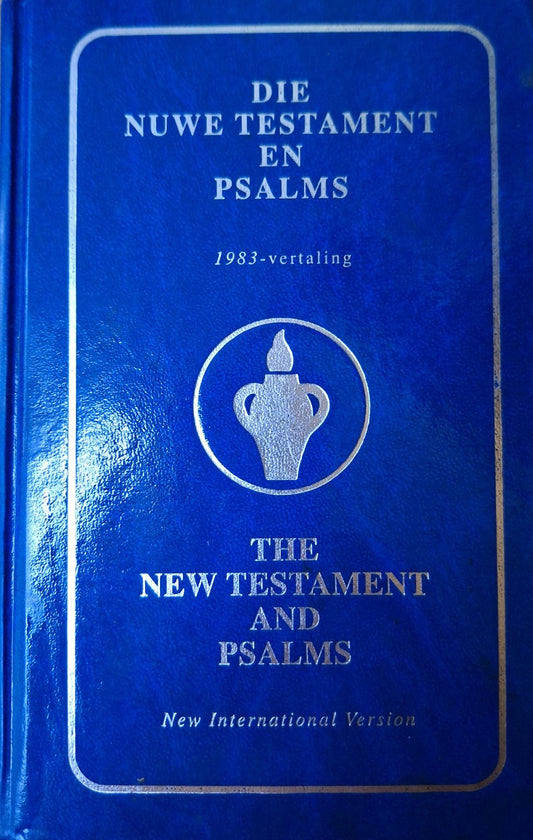 DIE
NUWE TESTAMENT
EN
PSALMS
1983-vertaling
THE
NEW TESTAMENT
AND
PSALMS
New International Version